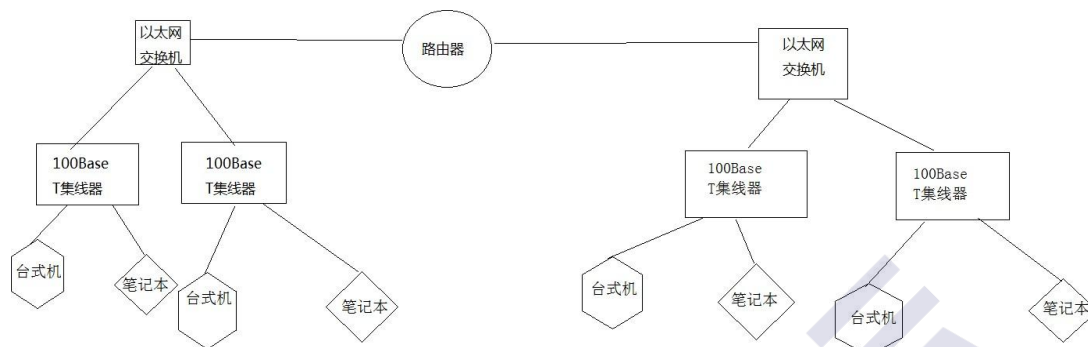 以太网
交换机
路由器
以太网
交换机
100Base
T集线器
100Base
T集线器
100Base
T集线器
100Base
T集线器
台式机
笔记本
台式机
笔记本
台式机
笔记本
台式机
笔记本